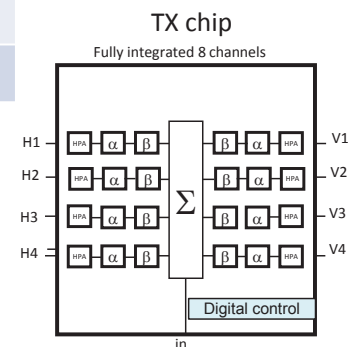 TX chip
Fully integrated 8 channels
H1 HPA α β β α HPA V1
H2 HPA α β β α HPA V2
Σ
H3 HPA α β β α HPA V3
H4 HPA α β β α HPA V4
Digital control
in